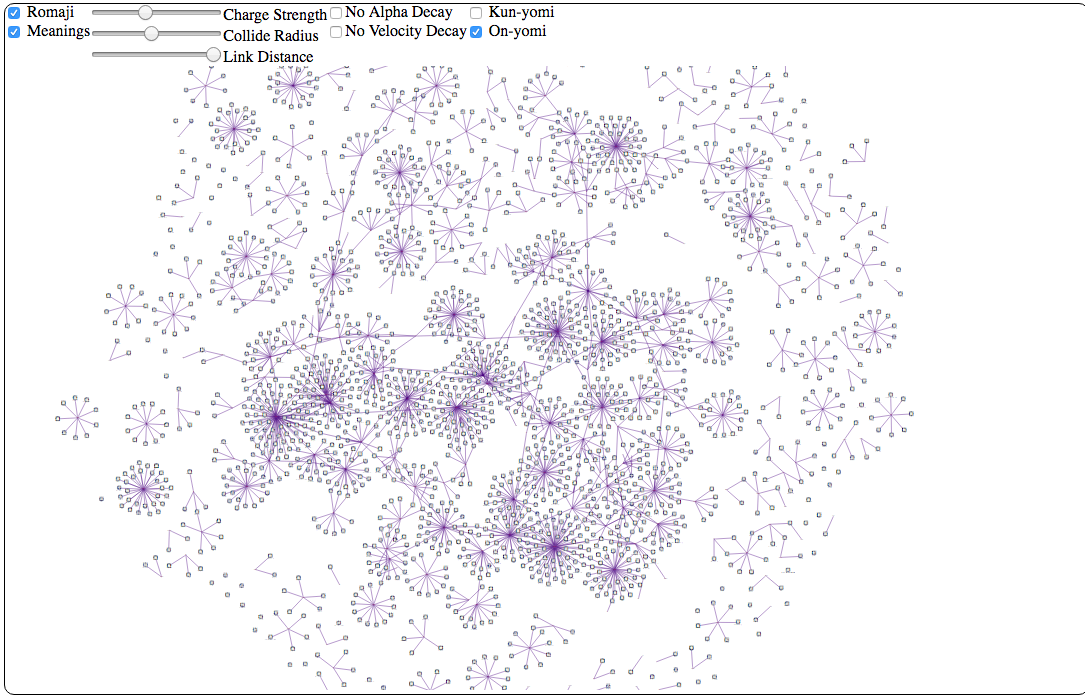 Romaji
Charge Strength
No Alpha Decay
Kun-yomi
Meanings
Collide Radius
No Velocity Decay
On-yomi
Link Distance